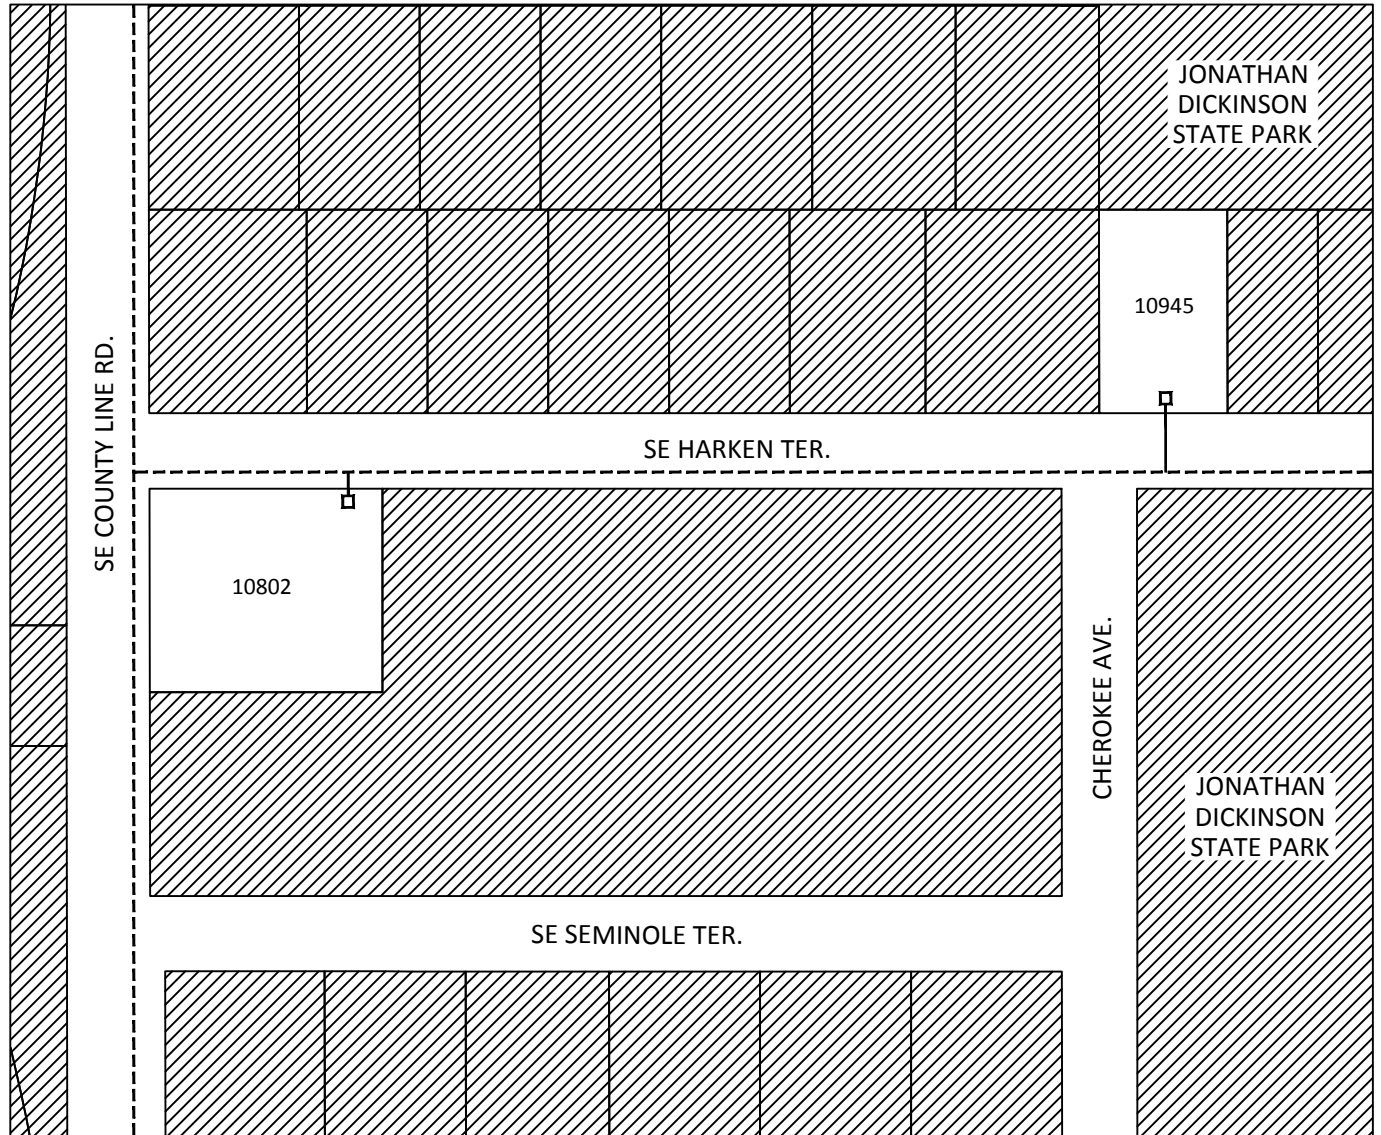 JONATHAN
DICKINSON
STATE PARK
10945
SE COUNTY LINE RD.
SE HARKEN TER.
10802
CHEROKEE AVE.
JONATHAN
DICKINSON
STATE PARK
SE SEMINOLE TER.